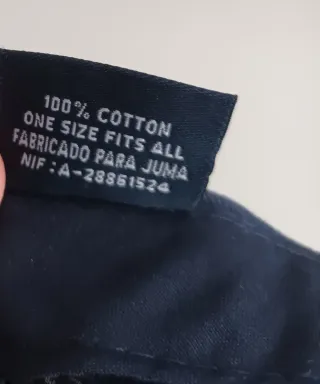 100% COTTON
ONE SIZE FITS ALL
FABRICADO PARA JUMA
NIF: A-28861524